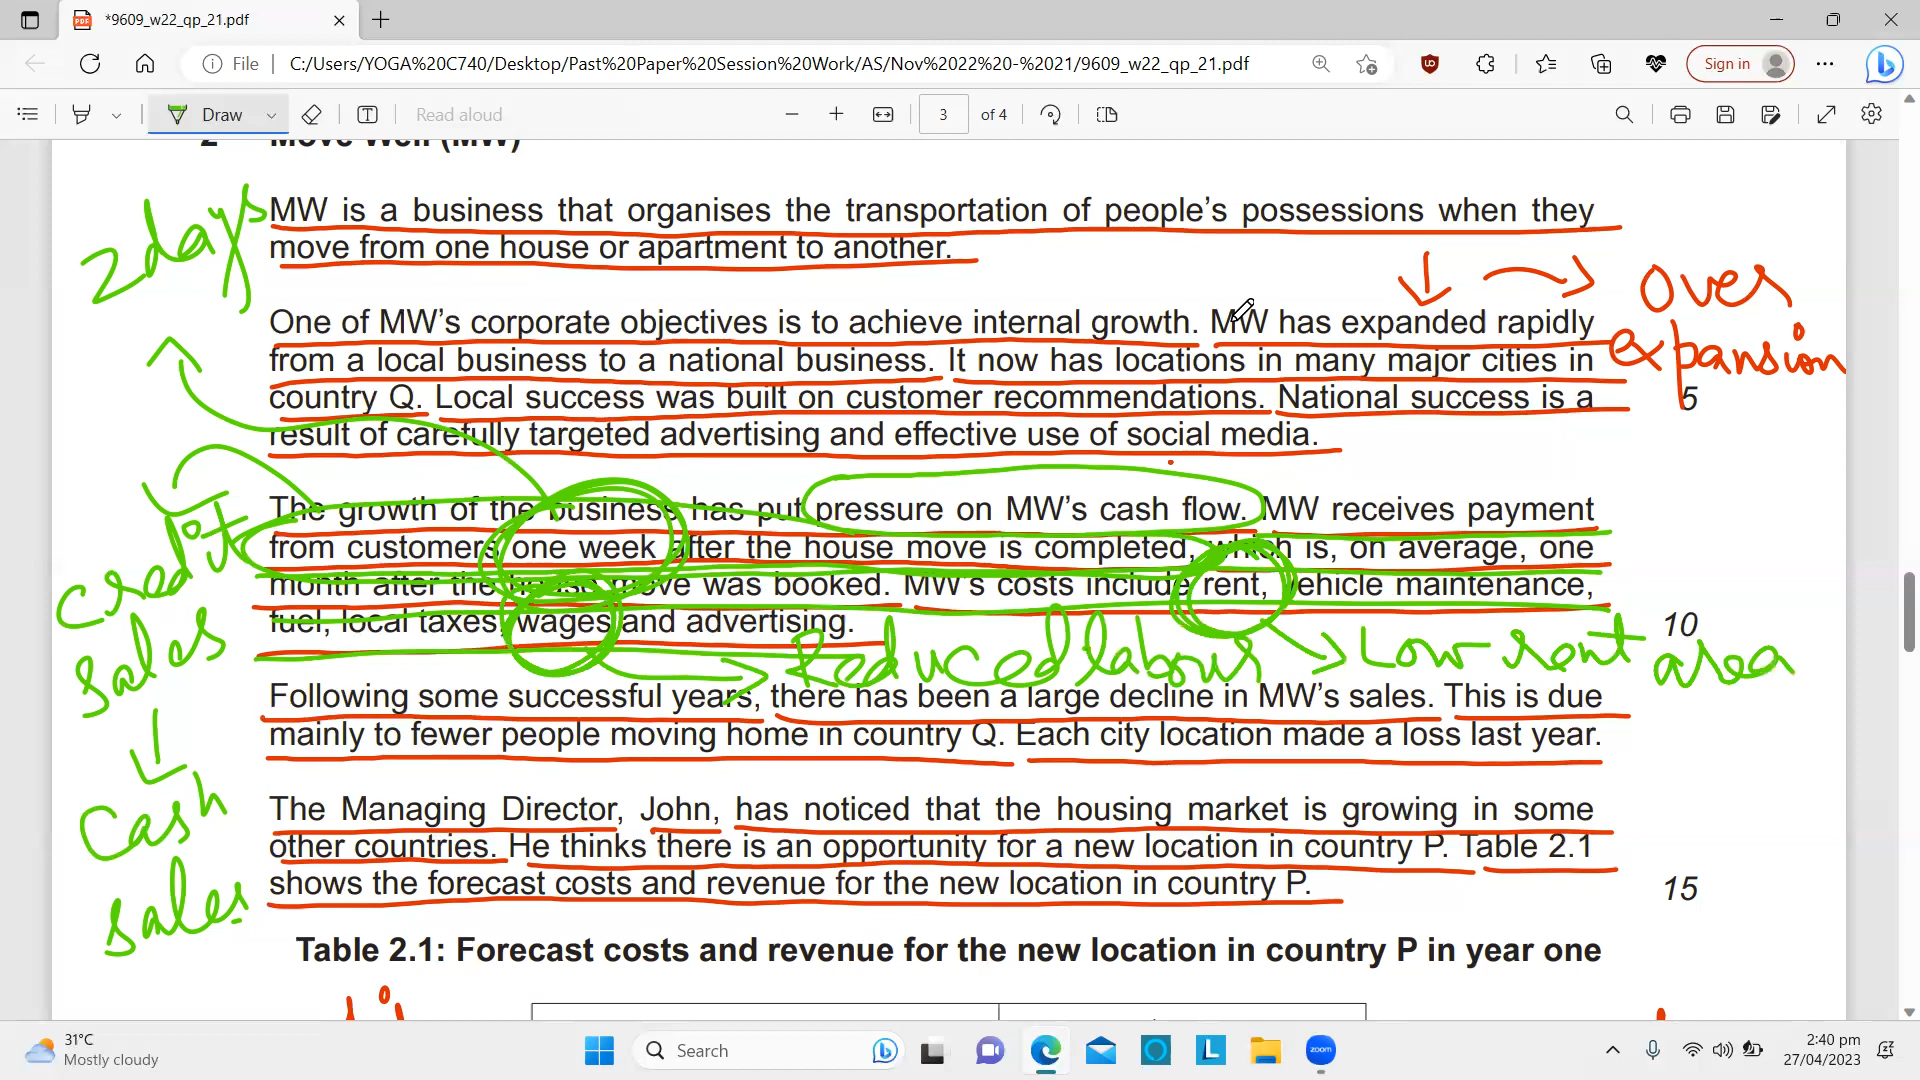 *9609_w22_qp_21.pdf
File
C:/Users/YOGA%20C740/Desktop/Past%20Paper%20Session%20Work/AS/Nov%2022%20-%2021/9609_w22_qp_21.pdf
Sign in
Draw
Read aloud
3 of 4
2 Move Well (MW)
2 days
MW is a business that organises the transportation of people's possessions when they
move from one house or apartment to another.
Over
expansion
One of MW's corporate objectives is to achieve internal growth. MW has expanded rapidly
from a local business to a national business. It now has locations in many major cities in
country Q. Local success was built on customer recommendations. National success is a 5
result of carefully targeted advertising and effective use of social media.
The growth of the business has put pressure on MW's cash flow. MW receives payment
from customers one week after the house move is completed, which is, on average, one
month after the house move was booked. MW's costs include rent, vehicle maintenance,
fuel, local taxes, wages and advertising. 10
credit
sales
Cash
sales
Reduced labour
Low rent
area
Following some successful years, there has been a large decline in MW's sales. This is due
mainly to fewer people moving home in country Q. Each city location made a loss last year.
The Managing Director, John, has noticed that the housing market is growing in some
other countries. He thinks there is an opportunity for a new location in country P. Table 2.1
shows the forecast costs and revenue for the new location in country P. 15
Table 2.1: Forecast costs and revenue for the new location in country P in year one
31°C
Mostly cloudy
Search
zoom
2:40 pm
27/04/2023